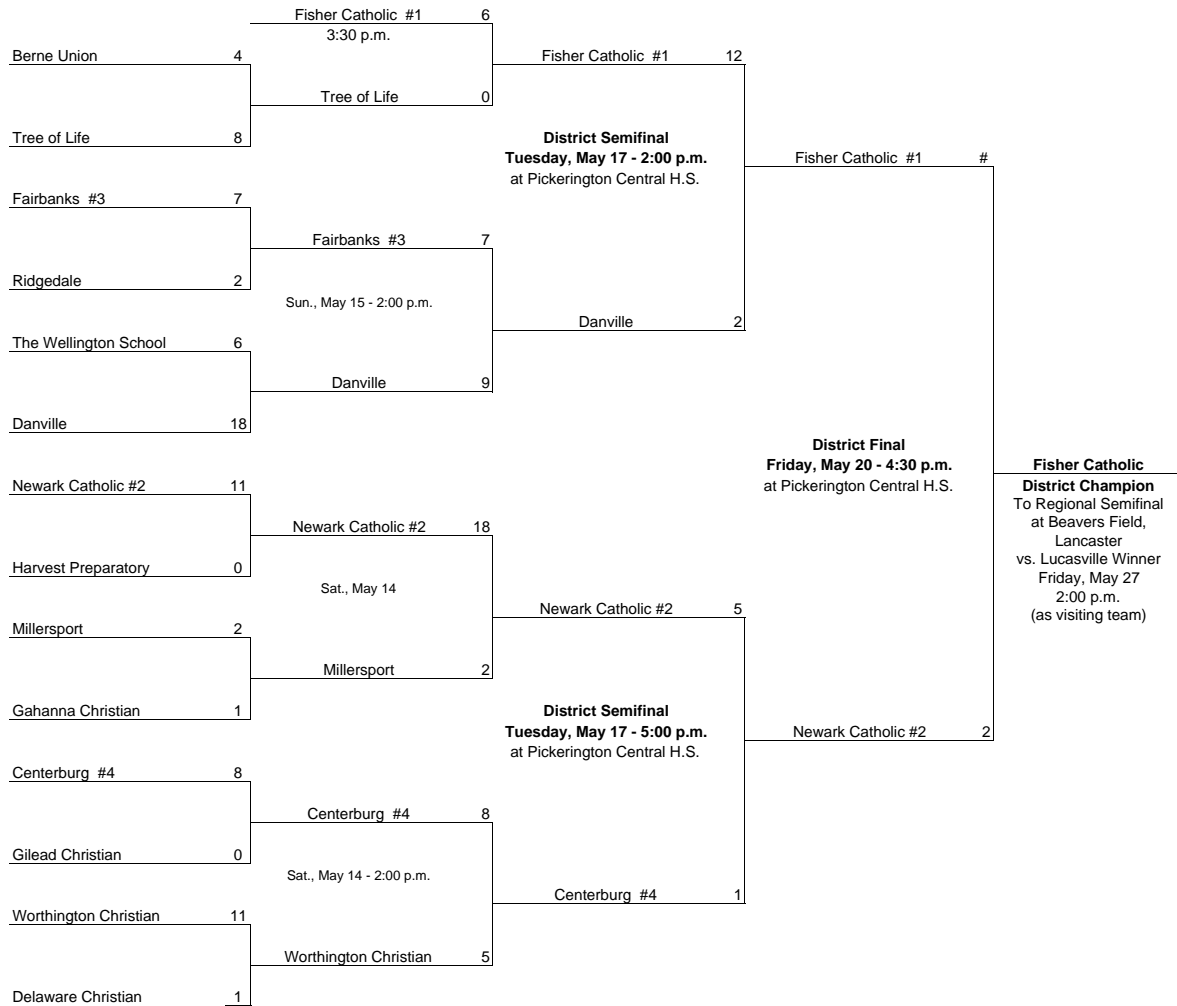 Fisher Catholic #1 6
3:30 p.m.
Berne Union 4
Fisher Catholic #1 12
Tree of Life 0
Tree of Life 8
District Semifinal
Tuesday, May 17 - 2:00 p.m.
at Pickerington Central H.S.
Fisher Catholic #1 #
Fairbanks #3 7
Fairbanks #3 7
Ridgedale 2
Sun., May 15 - 2:00 p.m.
Danville 2
The Wellington School 6
Danville 9
Danville 18
District Final
Friday, May 20 - 4:30 p.m.
at Pickerington Central H.S.
Fisher Catholic
District Champion
To Regional Semifinal
at Beavers Field,
Lancaster
vs. Lucasville Winner
Friday, May 27
2:00 p.m.
(as visiting team)
Newark Catholic #2 11
Newark Catholic #2 18
Harvest Preparatory 0
Sat., May 14
Newark Catholic #2 5
Millersport 2
Millersport 2
Gahanna Christian 1
District Semifinal
Tuesday, May 17 - 5:00 p.m.
at Pickerington Central H.S.
Newark Catholic #2 2
Centerburg #4 8
Centerburg #4 8
Gilead Christian 0
Sat., May 14 - 2:00 p.m.
Centerburg #4 1
Worthington Christian 11
Worthington Christian 5
Delaware Christian 1